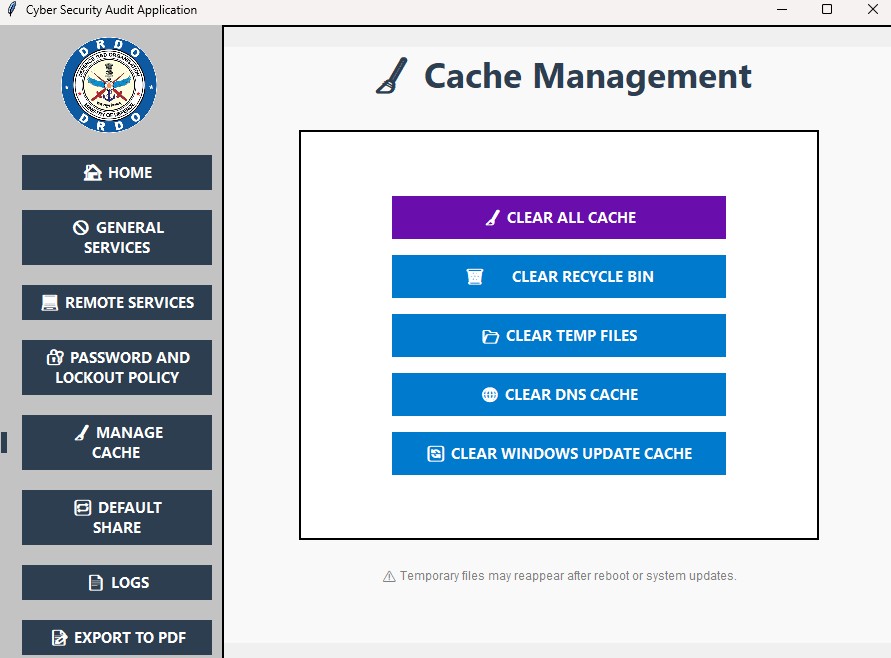 Cyber Security Audit Application
DRDO
DRDO
HOME
GENERAL
SERVICES
REMOTE SERVICES
PASSWORD AND
LOCKOUT POLICY
MANAGE
CACHE
DEFAULT
SHARE
LOGS
EXPORT TO PDF
Cache Management
CLEAR ALL CACHE
CLEAR RECYCLE BIN
CLEAR TEMP FILES
CLEAR DNS CACHE
CLEAR WINDOWS UPDATE CACHE
⚠ Temporary files may reappear after reboot or system updates.